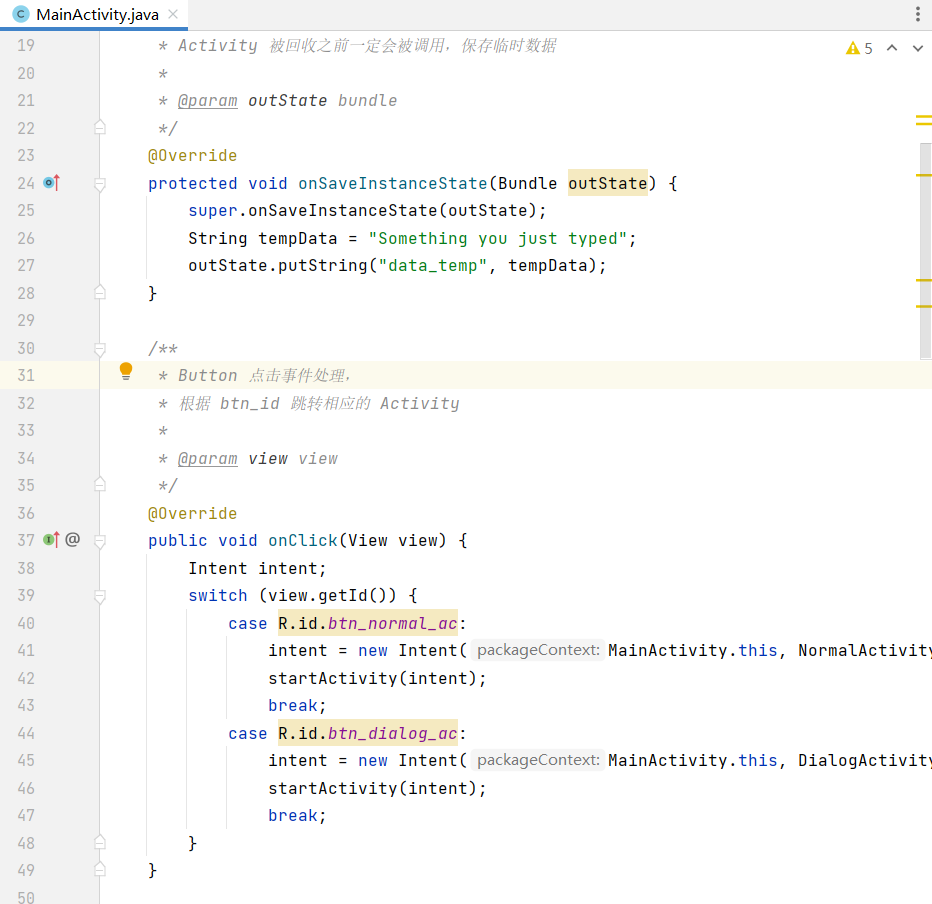 MainActivity.java
19 * Activity 被回收之前一定会被调用，保存临时数据
5
20 *
21 * @param outState bundle
22 */
23 @Override
24 protected void onSaveInstanceState(Bundle outState) {
25 super.onSaveInstanceState(outState);
26 String tempData = "Something you just typed";
27 outState.putString("data_temp", tempData);
28 }
29
30 /**
31 * Button 点击事件处理，
32 * 根据 btn_id 跳转相应的 Activity
33 *
34 * @param view view
35 */
36 @Override
37 @ public void onClick(View view) {
38 Intent intent;
39 switch (view.getId()) {
40 case R.id.btn_normal_ac:
41 intent = new Intent( packageContext: MainActivity.this, NormalActivity
42 startActivity(intent);
43 break;
44 case R.id.btn_dialog_ac:
45 intent = new Intent( packageContext: MainActivity.this, DialogActivity
46 startActivity(intent);
47 break;
48 }
49 }
50